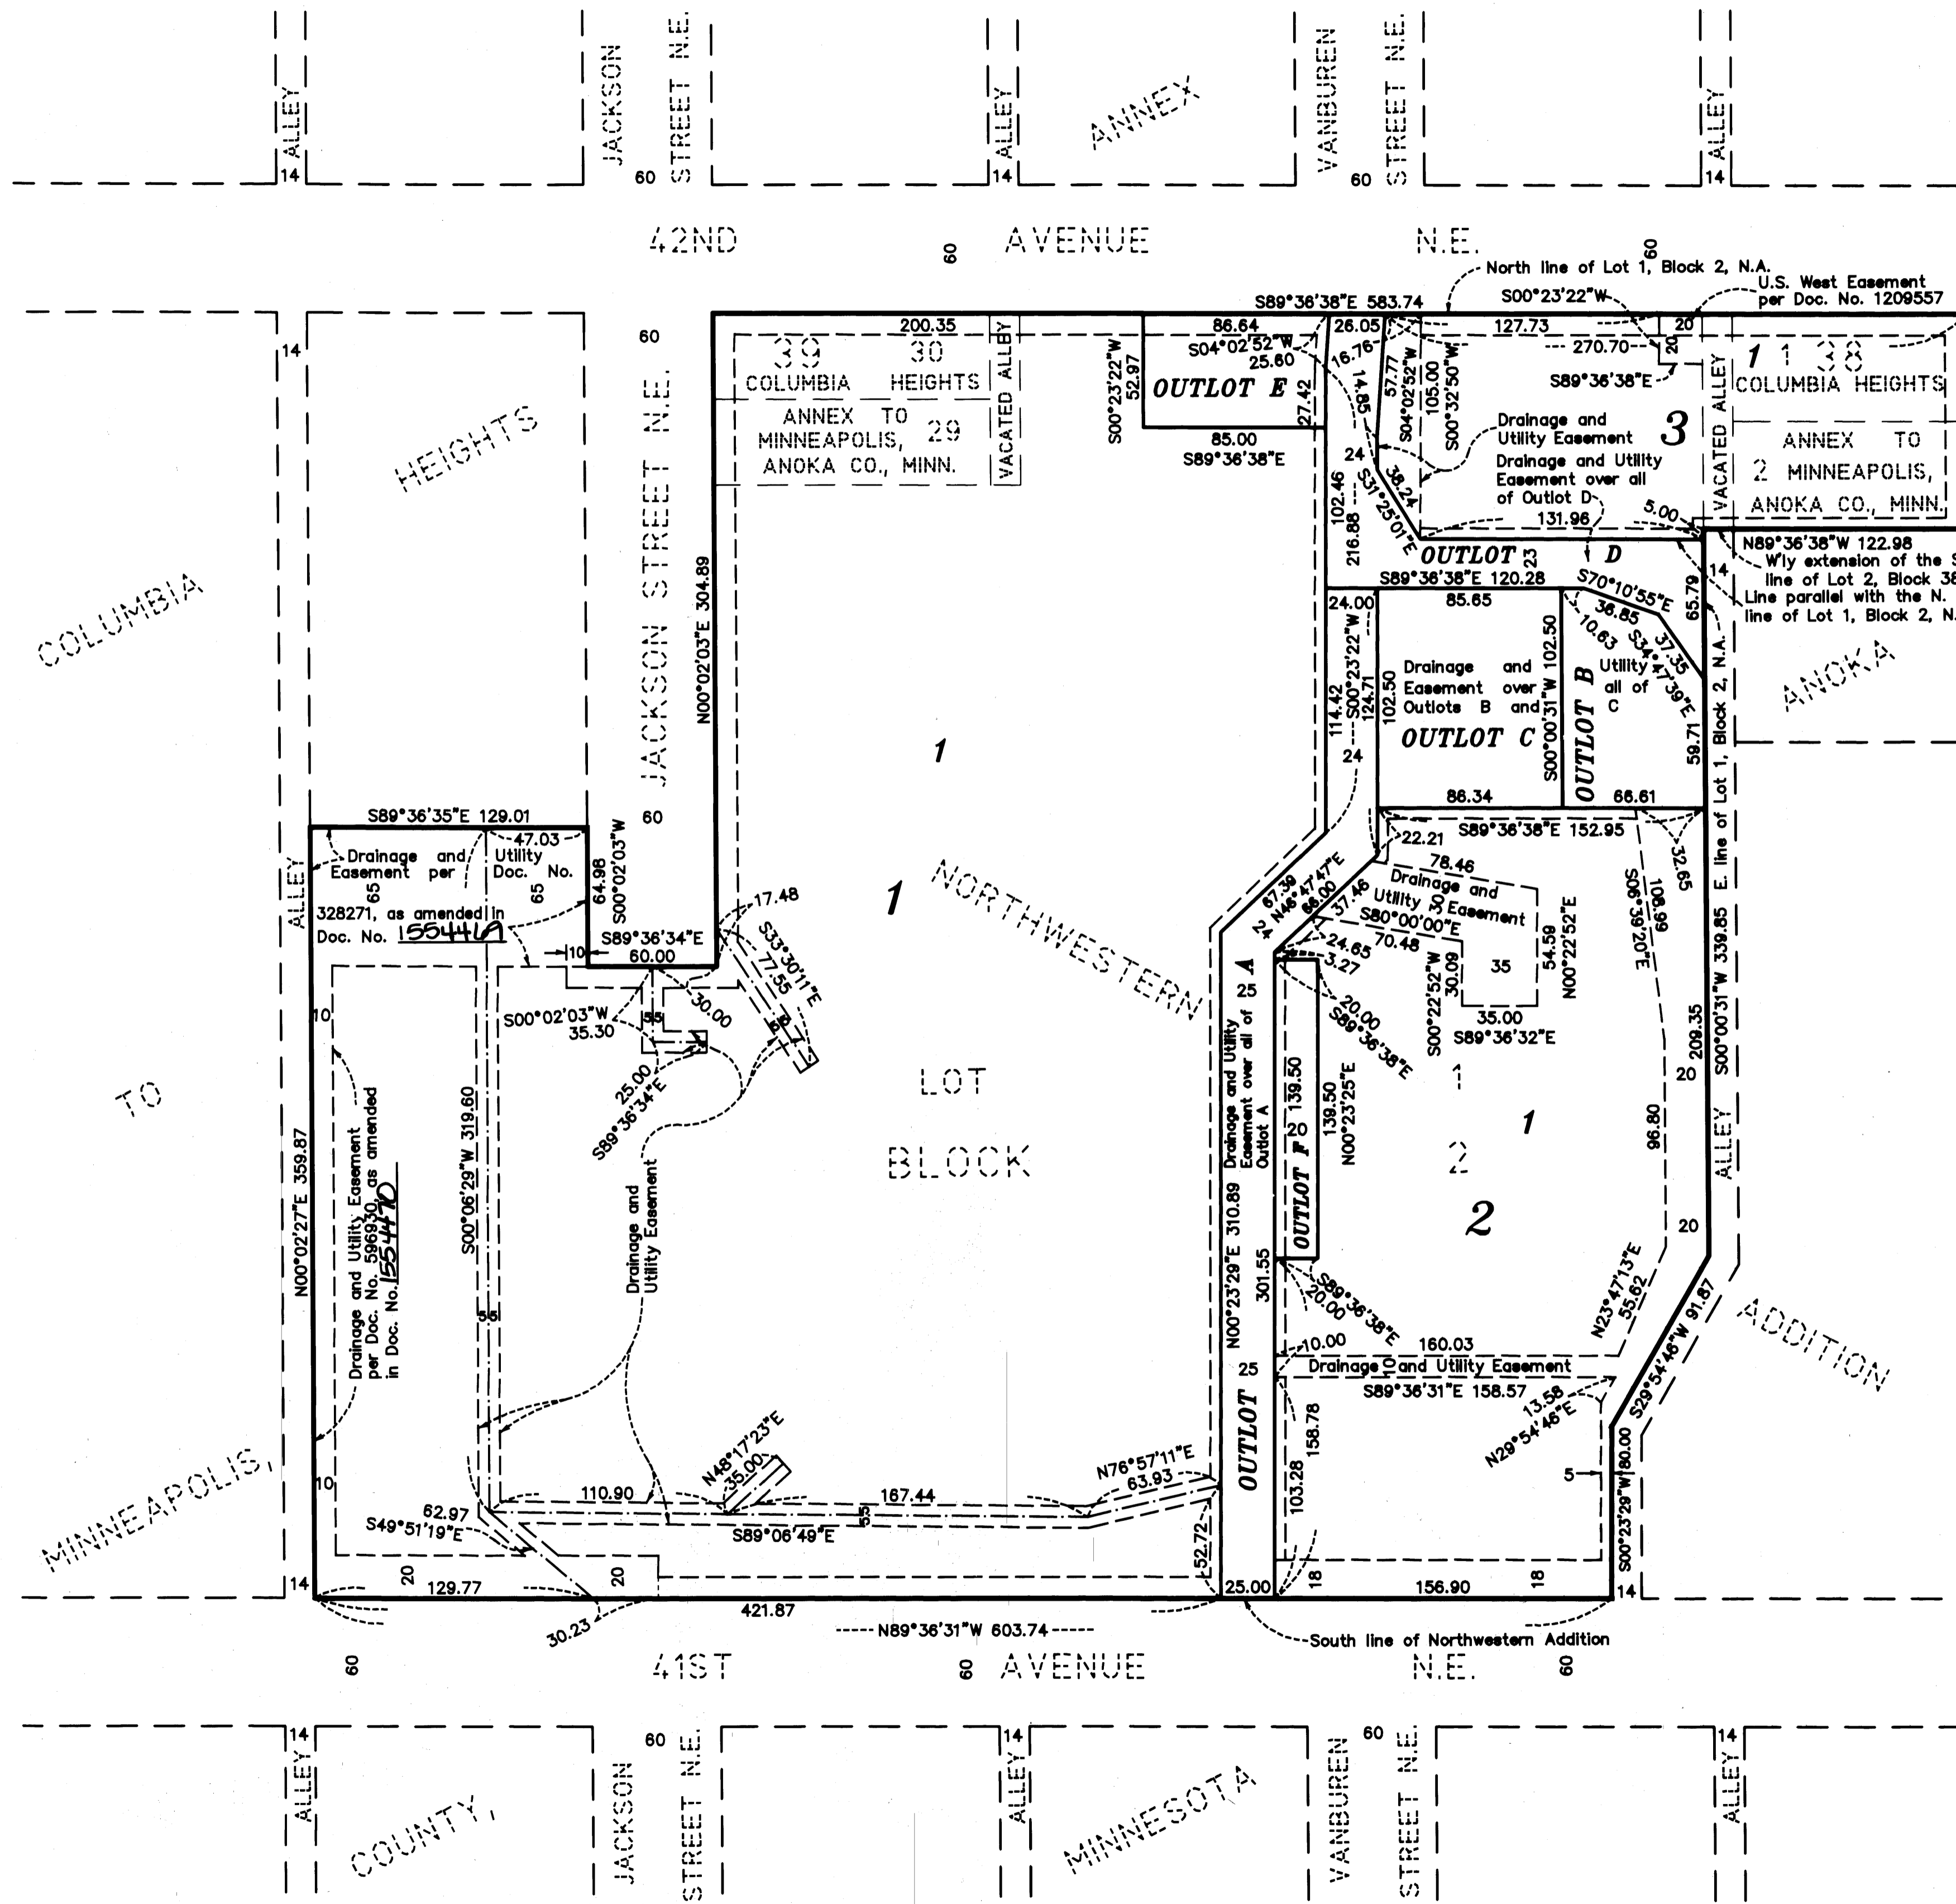 ALLEY
14
JACKSON
STREET N.E.
60
ALLEY
14
ANNEX
VANBUREN
STREET N.E.
60
ALLEY
14
42ND AVENUE N.E.
60
60
North line of Lot 1, Block 2, N.A.
U.S. West Easement
per Doc. No. 1209557
S00°23'22"W
S89°36'38"E 583.74
14
60
200.35
86.64
26.05
127.73
20
39 30
COLUMBIA HEIGHTS
ANNEX TO
MINNEAPOLIS, 29
ANOKA CO., MINN.
VACATED ALLEY
S00°23'22"W
52.97
S04°02'52"W
25.60
OUTLOT E
27.42
85.00
S89°36'38"E
16.76
14.85
57.77
S04°02'52"W
105.00
S00°32'50"W
270.70
20
S89°36'38"E
1 1 38
COLUMBIA HEIGHTS
ANNEX TO
2 MINNEAPOLIS,
ANOKA CO., MINN.
VACATED ALLEY
Drainage and
Utility Easement
3
Drainage and Utility
Easement over all
of Outlot D
24
38.24
S31°25'01"E
102.46
216.88
131.96
5.00
OUTLOT D
23
S89°36'38"E 120.28
N89°36'38"W 122.98
W'ly extension of the S
line of Lot 2, Block 38
Line parallel with the N.
line of Lot 1, Block 2, N.
14
65.79
S70°10'55"E
36.85
10.63
37.35
S34°47'39"E
HEIGHTS
COLUMBIA
JACKSON STREET N.E.
N00°02'03"E 304.89
24.00
85.65
S00°23'22"W
124.71
114.42
102.50
24
Drainage and Utility
Easement over all of
Outlots B and C
OUTLOT C
S00°00'31"W 102.50
OUTLOT B
59.71
ANOKA
86.34
66.61
S89°36'38"E 152.95
E. line of Lot 1, Block 2, N.A.
S00°00'31"W 339.85
1
1
S89°36'35"E 129.01
47.03
60
Drainage and Utility
Easement per Doc. No.
65
65
328271, as amended in
Doc. No. 1554469
64.98
S00°02'03"W
ALLEY
10
S89°36'34"E
60.00
17.48
S33°30'11"E
77.55
NORTHWESTERN
22.21
78.46
Drainage and
Utility Easement
30
S80°00'00"E
70.48
67.39
N46°47'47"E
66.00
37.46
24
24.65
3.27
32.65
108.99
S06°39'20"E
54.59
N00°22'52"E
35
S00°22'52"W
30.09
35.00
S89°36'32"E
20.00
S89°36'38"E
S00°02'03"W
35.30
55
30.00
25.00
S89°36'34"E
LOT 1
BLOCK 2
10
Drainage and Utility Easement
per Doc. No. 596930, as amended
in Doc. No. 1554470
N00°02'27"E 359.87
S00°06'29"W 319.60
55
Drainage and
Utility Easement
A
25
Drainage and Utility
Easement over all of
Outlot A
N00°23'29"E 310.89
139.50
20
OUTLOT F
139.50
N00°23'25"E
1
2
209.35
20
96.80
20
ALLEY
301.55
S89°36'38"E
20.00
N23°47'13"E
55.62
S29°54'46"W 91.87
10.00
160.03
Drainage and Utility Easement
10
S89°36'31"E 158.57
25
13.58
N29°54'46"E
158.78
103.28
OUTLOT
5
S00°23'29"W 80.00
ADDITION
TO
MINNEAPOLIS,
10
N48°17'23"E
35.00
N76°57'11"E
63.93
110.90
167.44
62.97
S49°51'19"E
S89°06'49"E
55
52.72
14
20
129.77
20
25.00
18
156.90
18
14
30.23
421.87
N89°36'31"W 603.74
South line of Northwestern Addition
60
41ST AVENUE N.E.
60
60
14
ALLEY
60
JACKSON
STREET N.E.
14
ALLEY
60
VANBUREN
STREET N.E.
14
ALLEY
COUNTY,
MINNESOTA